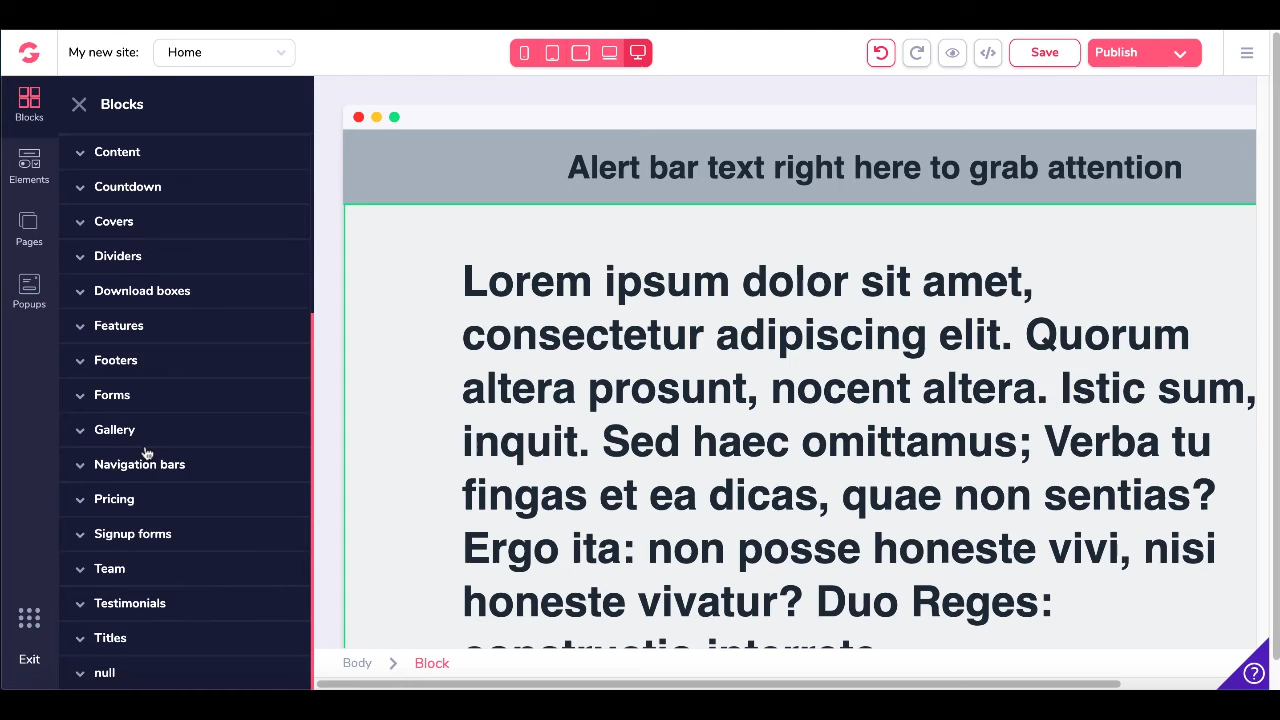 My new site:
Home
Save
Publish
Blocks
Elements
Pages
Popups
Exit
Blocks
Content
Countdown
Covers
Dividers
Download boxes
Features
Footers
Forms
Gallery
Navigation bars
Pricing
Signup forms
Team
Testimonials
Titles
null
Alert bar text right here to grab attention
Lorem ipsum dolor sit amet,
consectetur adipiscing elit. Quorum
altera prosunt, nocent altera. Istic sum,
inquit. Sed haec omittamus; Verba tu
fingas et ea dicas, quae non sentias?
Ergo ita: non posse honeste vivi, nisi
honeste vivatur? Duo Reges:
constructio interrete
Body
Block